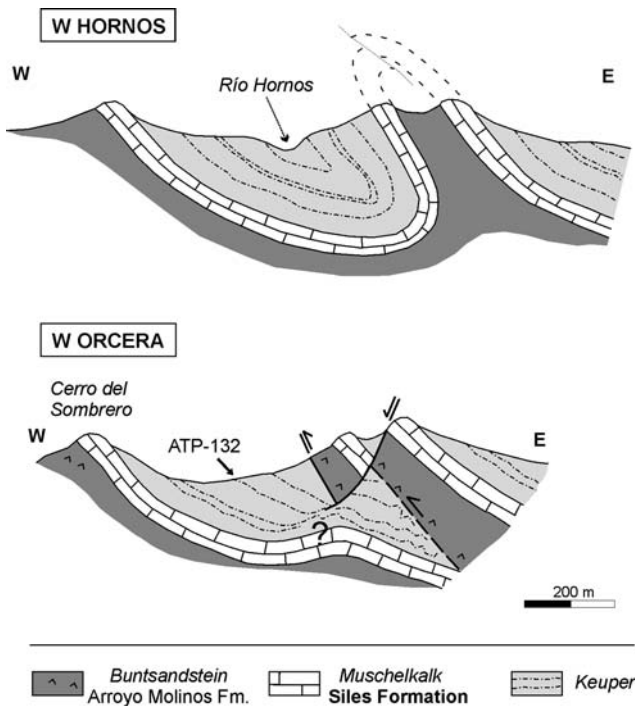 W HORNOS
W
E
Río Hornos
W ORCERA
Cerro del
Sombrero
W
E
ATP-132
?
200 m
Buntsandstein
Arroyo Molinos Fm.
Muschelkalk
Siles Formation
Keuper